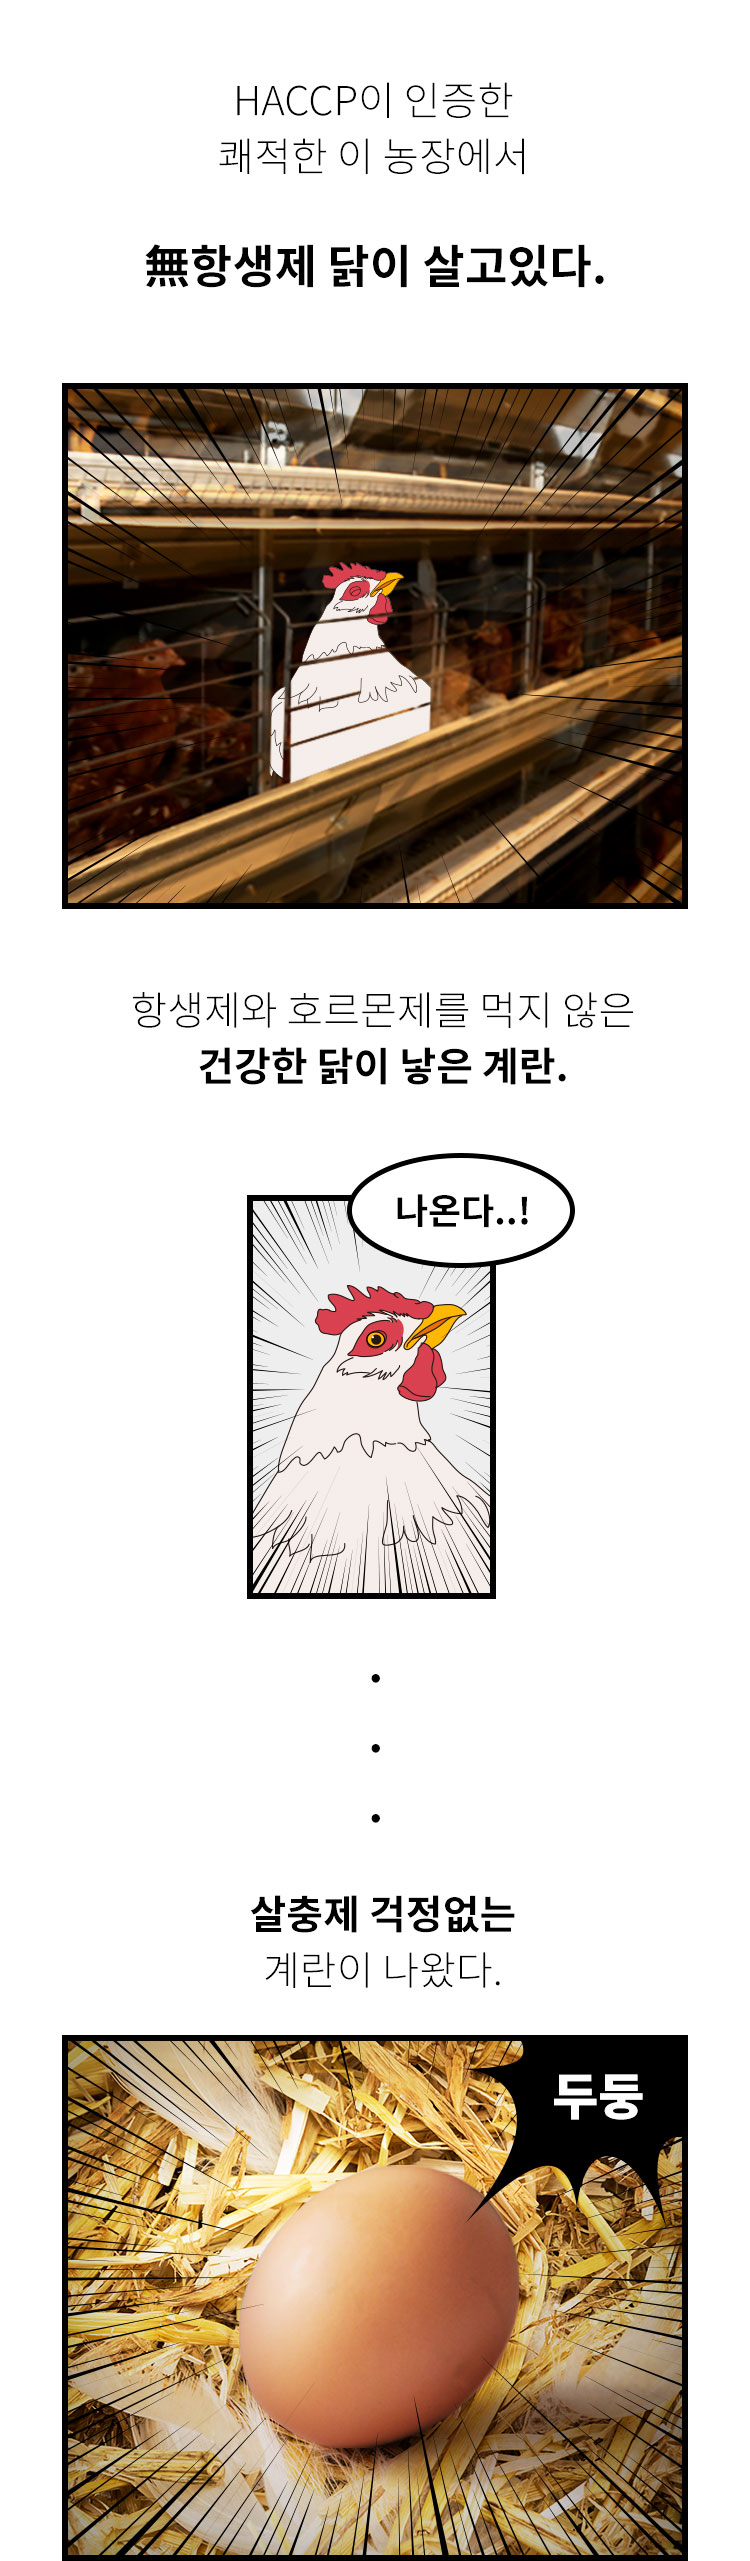 HACCP이 인증한
쾌적한 이 농장에서
無항생제 닭이 살고있다.
항생제와 호르몬제를 먹지 않은
건강한 닭이 낳은 계란.
나온다..!
살충제 걱정없는
계란이 나왔다.
두둥